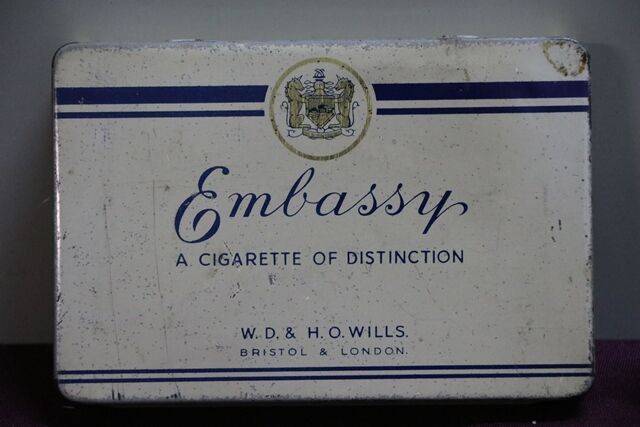 Embassy
A CIGARETTE OF DISTINCTION
W. D. & H. O. WILLS.
BRISTOL & LONDON.